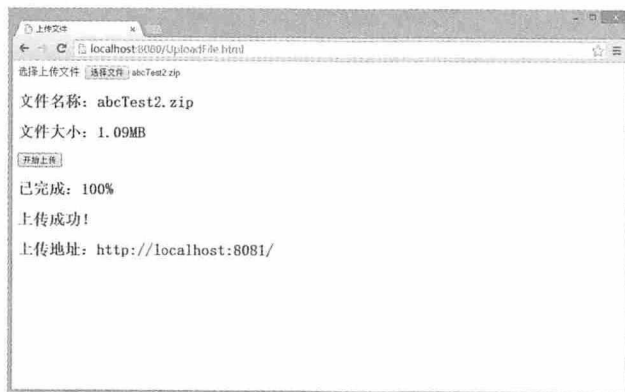 上传文件
localhost:8080/UploadFile.html
选择上传文件 选择文件 abcTest2.zip
文件名称: abcTest2.zip
文件大小: 1.09MB
开始上传
已完成: 100%
上传成功!
上传地址: http://localhost:8081/